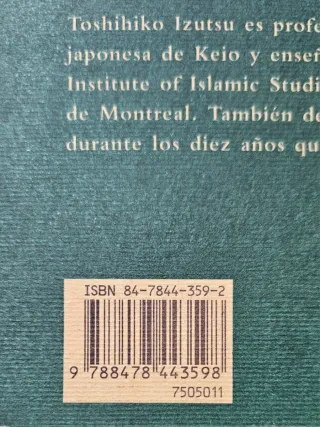 Toshihiko Izutsu es profe
japonesa de Keio y enseñ
Institute of Islamic Studi
de Montreal. También de
durante los diez años qu
ISBN 84-7844-359-2
9 788478 443598
7505011